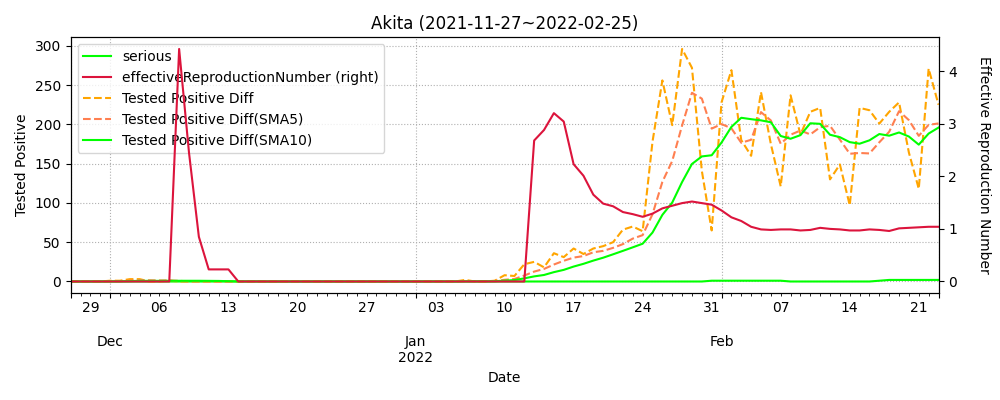 Akita (2021-11-27~2022-02-25)
serious
effectiveReproductionNumber (right)
Tested Positive Diff
Tested Positive Diff(SMA5)
Tested Positive Diff(SMA10)
Tested Positive
300
250
200
150
100
50
0
4
3
2
1
0
Effective Reproduction Number
29 06 13 20 27 03 10 17 24 31 07 14 21
Dec Jan Feb
2022
Date